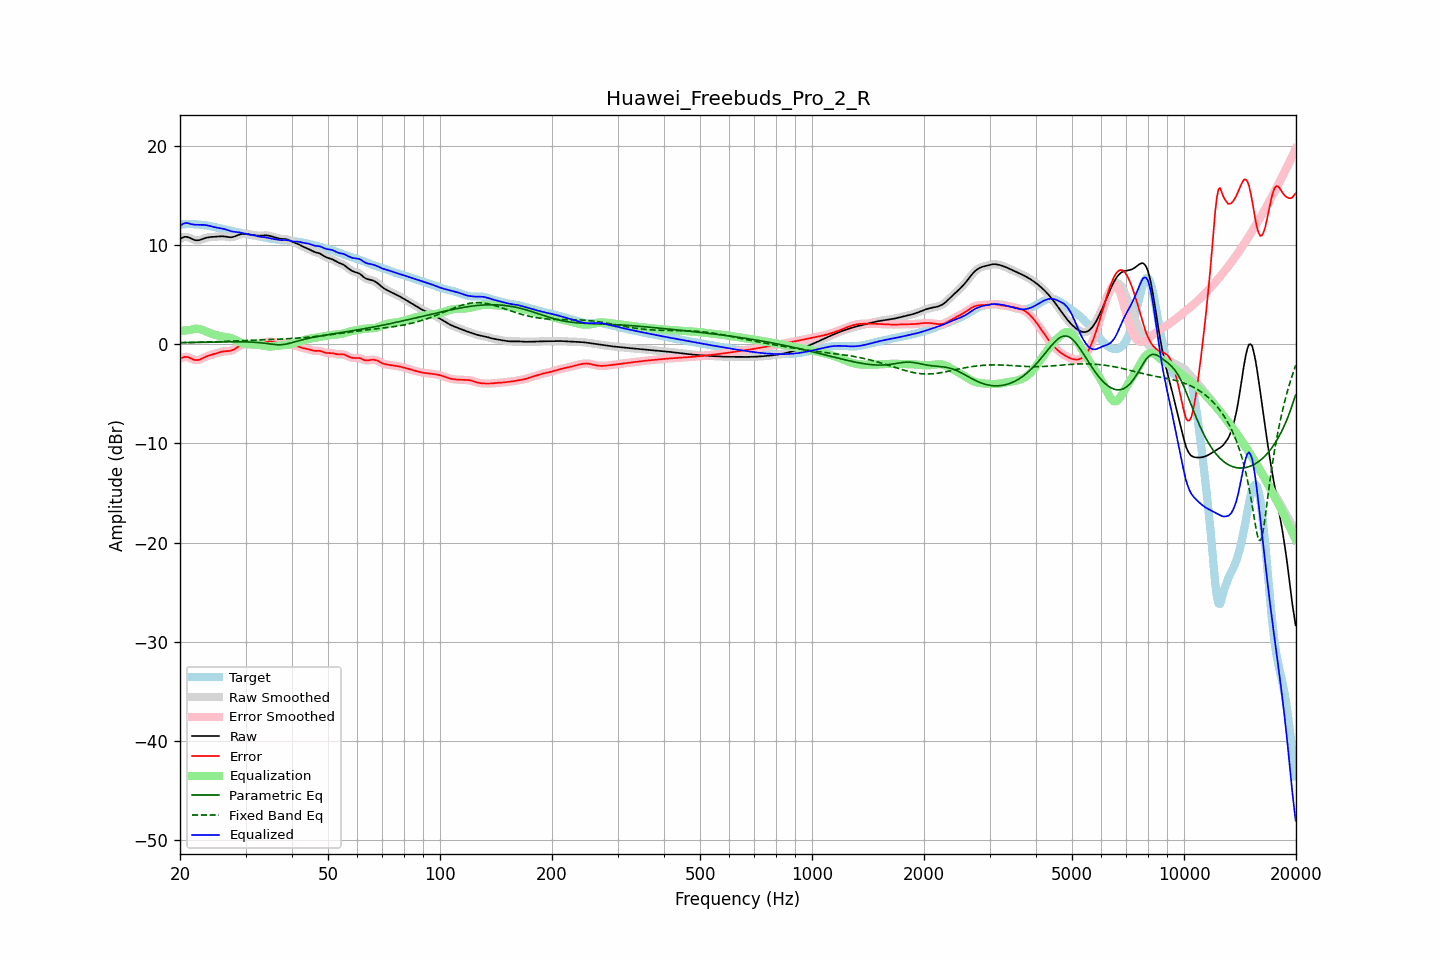 Huawei_Freebuds_Pro_2_R
20
10
0
−10
−20
−30
−40
−50
Amplitude (dBr)
Target
Raw Smoothed
Error Smoothed
Raw
Error
Equalization
Parametric Eq
Fixed Band Eq
Equalized
20 50 100 200 500 1000 2000 5000 10000 20000
Frequency (Hz)